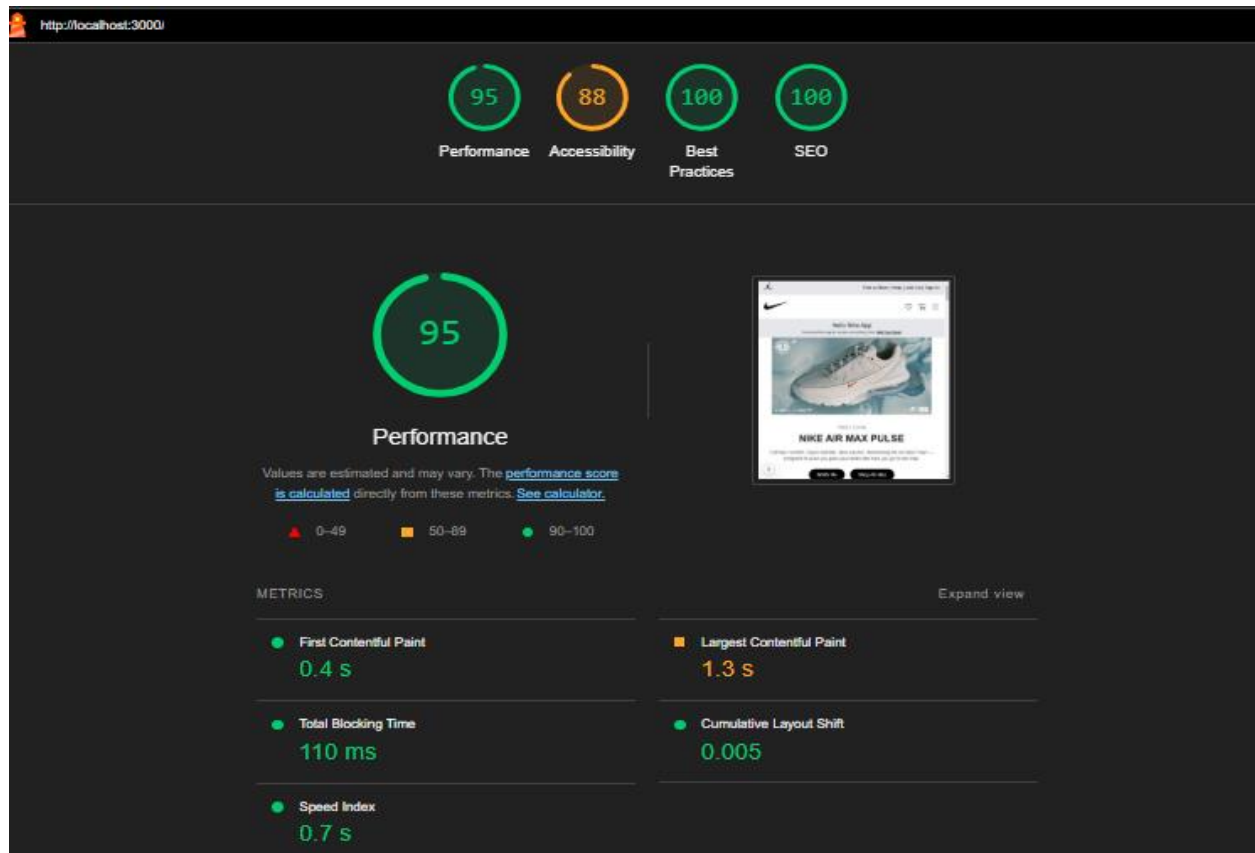 http://localhost:3000/
95
88
100
100
Performance
Accessibility
Best
Practices
SEO
95
Performance
Values are estimated and may vary. The performance score
is calculated directly from these metrics. See calculator.
0–49
50–89
90–100
NIKE AIR MAX PULSE
METRICS
Expand view
First Contentful Paint
0.4 s
Largest Contentful Paint
1.3 s
Total Blocking Time
110 ms
Cumulative Layout Shift
0.005
Speed Index
0.7 s